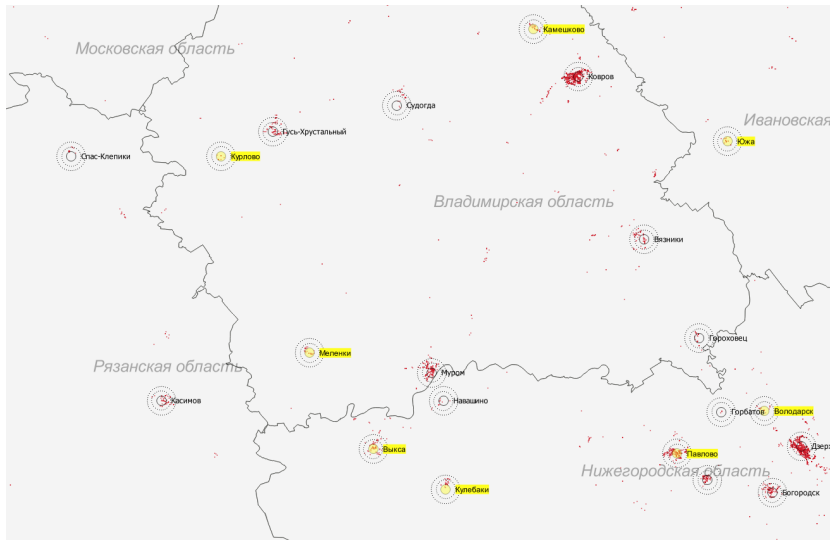 Камешково
Московская область
Ковров
Судогда
Ивановская
Гусь-Хрустальный
Южа
Спас-Клепики
Курлово
Владимирская область
Вязники
Гороховец
Меленки
Рязанская область
Муром
Касимов
Навашино
Горбатов
Володарск
Дзерж
Выкса
Павлово
Нижегородская область
Кулебаки
Богородск